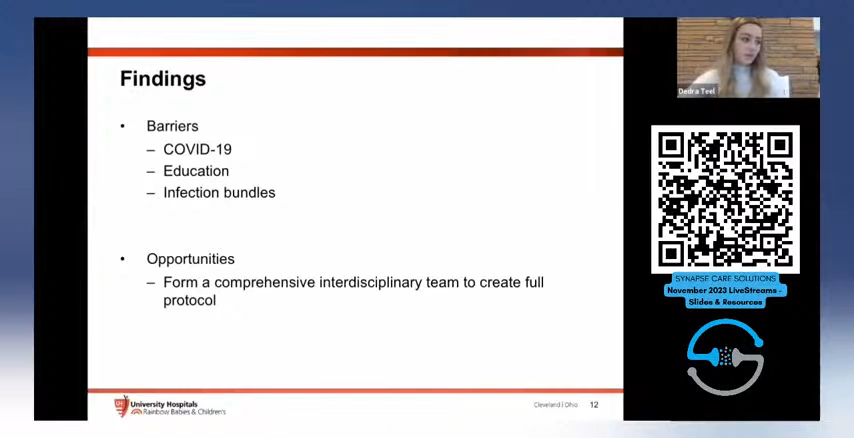 Findings
• Barriers
– COVID-19
– Education
– Infection bundles
• Opportunities
– Form a comprehensive interdisciplinary team to create full
protocol
UH
University Hospitals
Rainbow Babies & Children's
Cleveland | Ohio 12
Dedra Teel
SYNAPSE CARE SOLUTIONS
November 2023 LiveStreams -
Slides & Resources